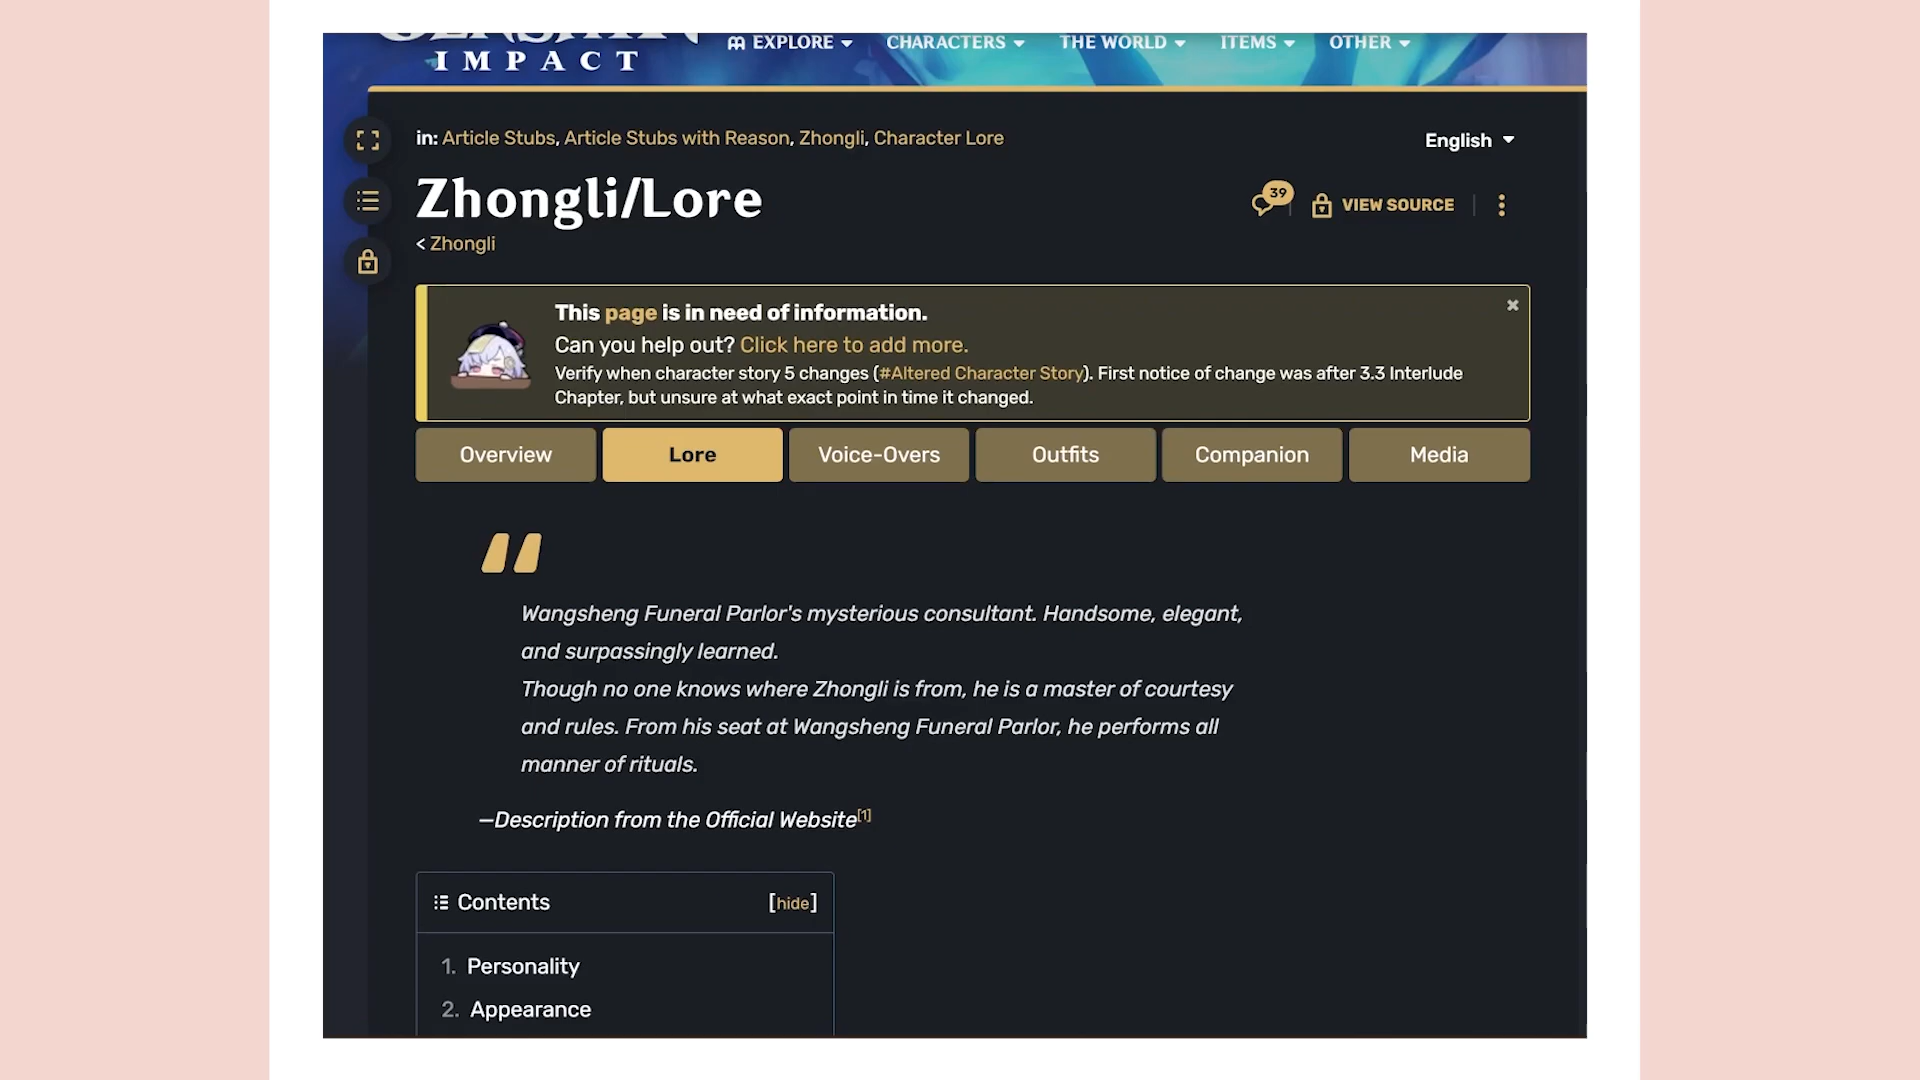 GENSHIN
IMPACT
EXPLORE CHARACTERS THE WORLD ITEMS OTHER
in: Article Stubs, Article Stubs with Reason, Zhongli, Character Lore
English
Zhongli/Lore
39
VIEW SOURCE
< Zhongli
This page is in need of information.
Can you help out? Click here to add more.
Verify when character story 5 changes (#Altered Character Story). First notice of change was after 3.3 Interlude
Chapter, but unsure at what exact point in time it changed.
Overview Lore Voice-Overs Outfits Companion Media
Wangsheng Funeral Parlor's mysterious consultant. Handsome, elegant,
and surpassingly learned.
Though no one knows where Zhongli is from, he is a master of courtesy
and rules. From his seat at Wangsheng Funeral Parlor, he performs all
manner of rituals.
—Description from the Official Website[1]
Contents [hide]
1. Personality
2. Appearance